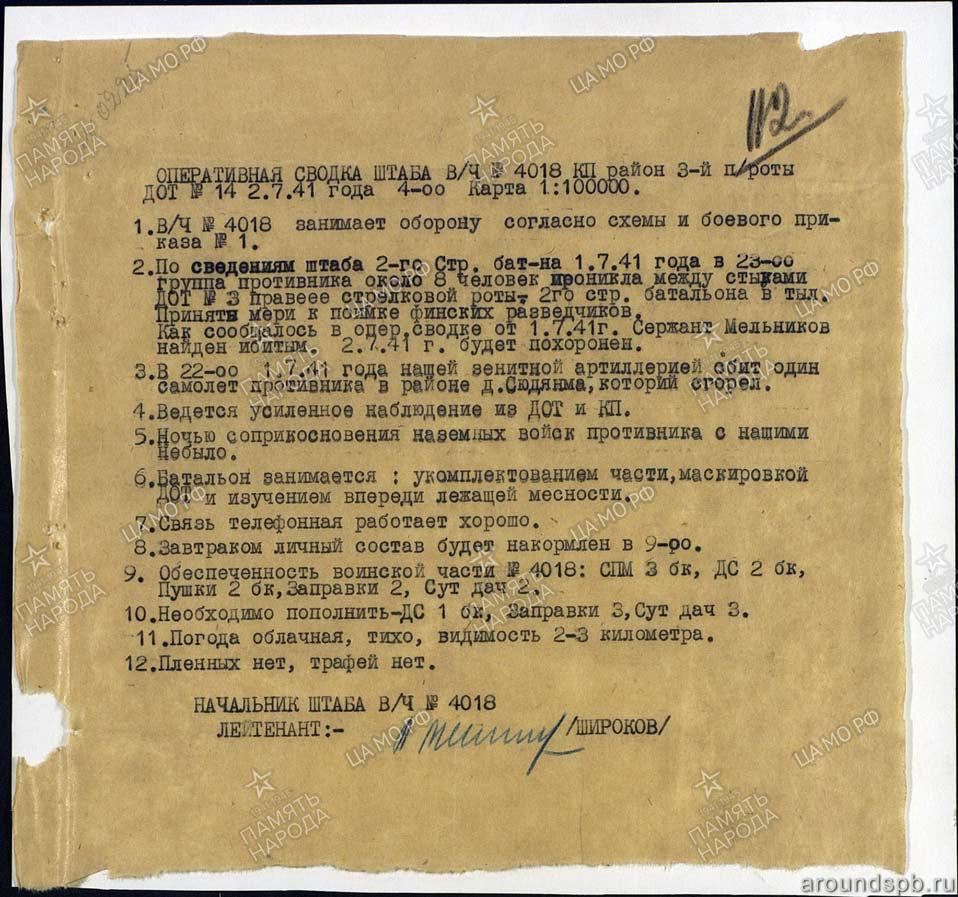 112.
ОПЕРАТИВНАЯ СВОДКА ШТАБА В/Ч № 4018 КП район 3-й п/роты
ДОТ № 14 2.7.41 года 4-оо Карта 1:100000.
1.В/Ч № 4018 занимает оборону согласно схемы и боевого при-
каза № 1.
2.По сведениям штаба 2-го Стр. бат-на 1.7.41 года в 23-оо
группа противника около 8 человек проникла между стыками
ДОТ № 3 правеее стрелковой роты- 2го стр. батальона в тыл.
Приняты мери к поимке финских разведчиков.
Как сообщалось в опер.сводке от 1.7.41г. Сержант Мельников
найден ибитым. 2.7.41 г. будет похоронен.
3.В 22-оо 1.7.41 года нашей зенитной артиллерией сбит один
самолет противника в районе д.Сюдянма,которий сгорел.
4.Ведется усиленное наблюдение из ДОТ и КП.
5.Ночью соприкосновения наземных войск противника с нашими
небыло.
6.Батальон занимается : укомплектованием части,маскировкой
ДОТ и изучением впереди лежащей месности.
7.Связь телефонная работает хорошо.
8.Завтраком личный состав будет накормлен в 9-оо.
9. Обеспеченность воинской части № 4018: СПМ 3 бк, ДС 2 бк,
Пушки 2 бк,Заправки 2, Сут дач 2.
10.Необходимо пополнить-ДС 1 бк, Заправки 3,Сут дач 3.
11.Погода облачная, тихо, видимость 2-3 километра.
12.Пленных нет, трафей нет.
НАЧАЛЬНИК ШТАБА В/Ч № 4018
ЛЕЙТЕНАНТ:- /ШИРОКОВ/
ПАМЯТЬ НАРОДА
ЦА МО РФ
aroundspb.ru